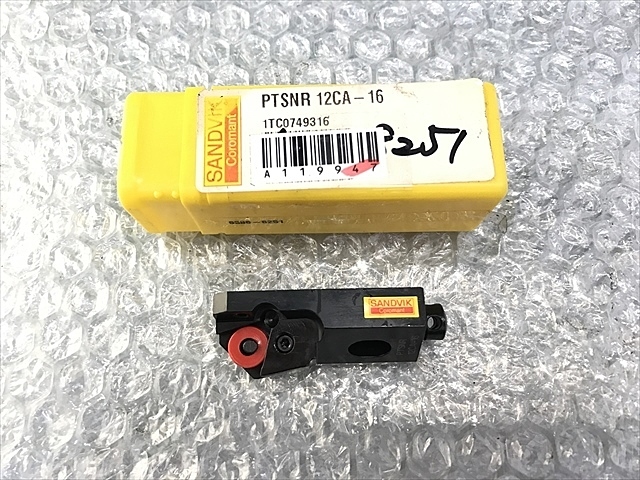 PTSNR 12CA-16
1TC0749316
SANDVIK
Coromant
A119947
SANDVIK
Coromant